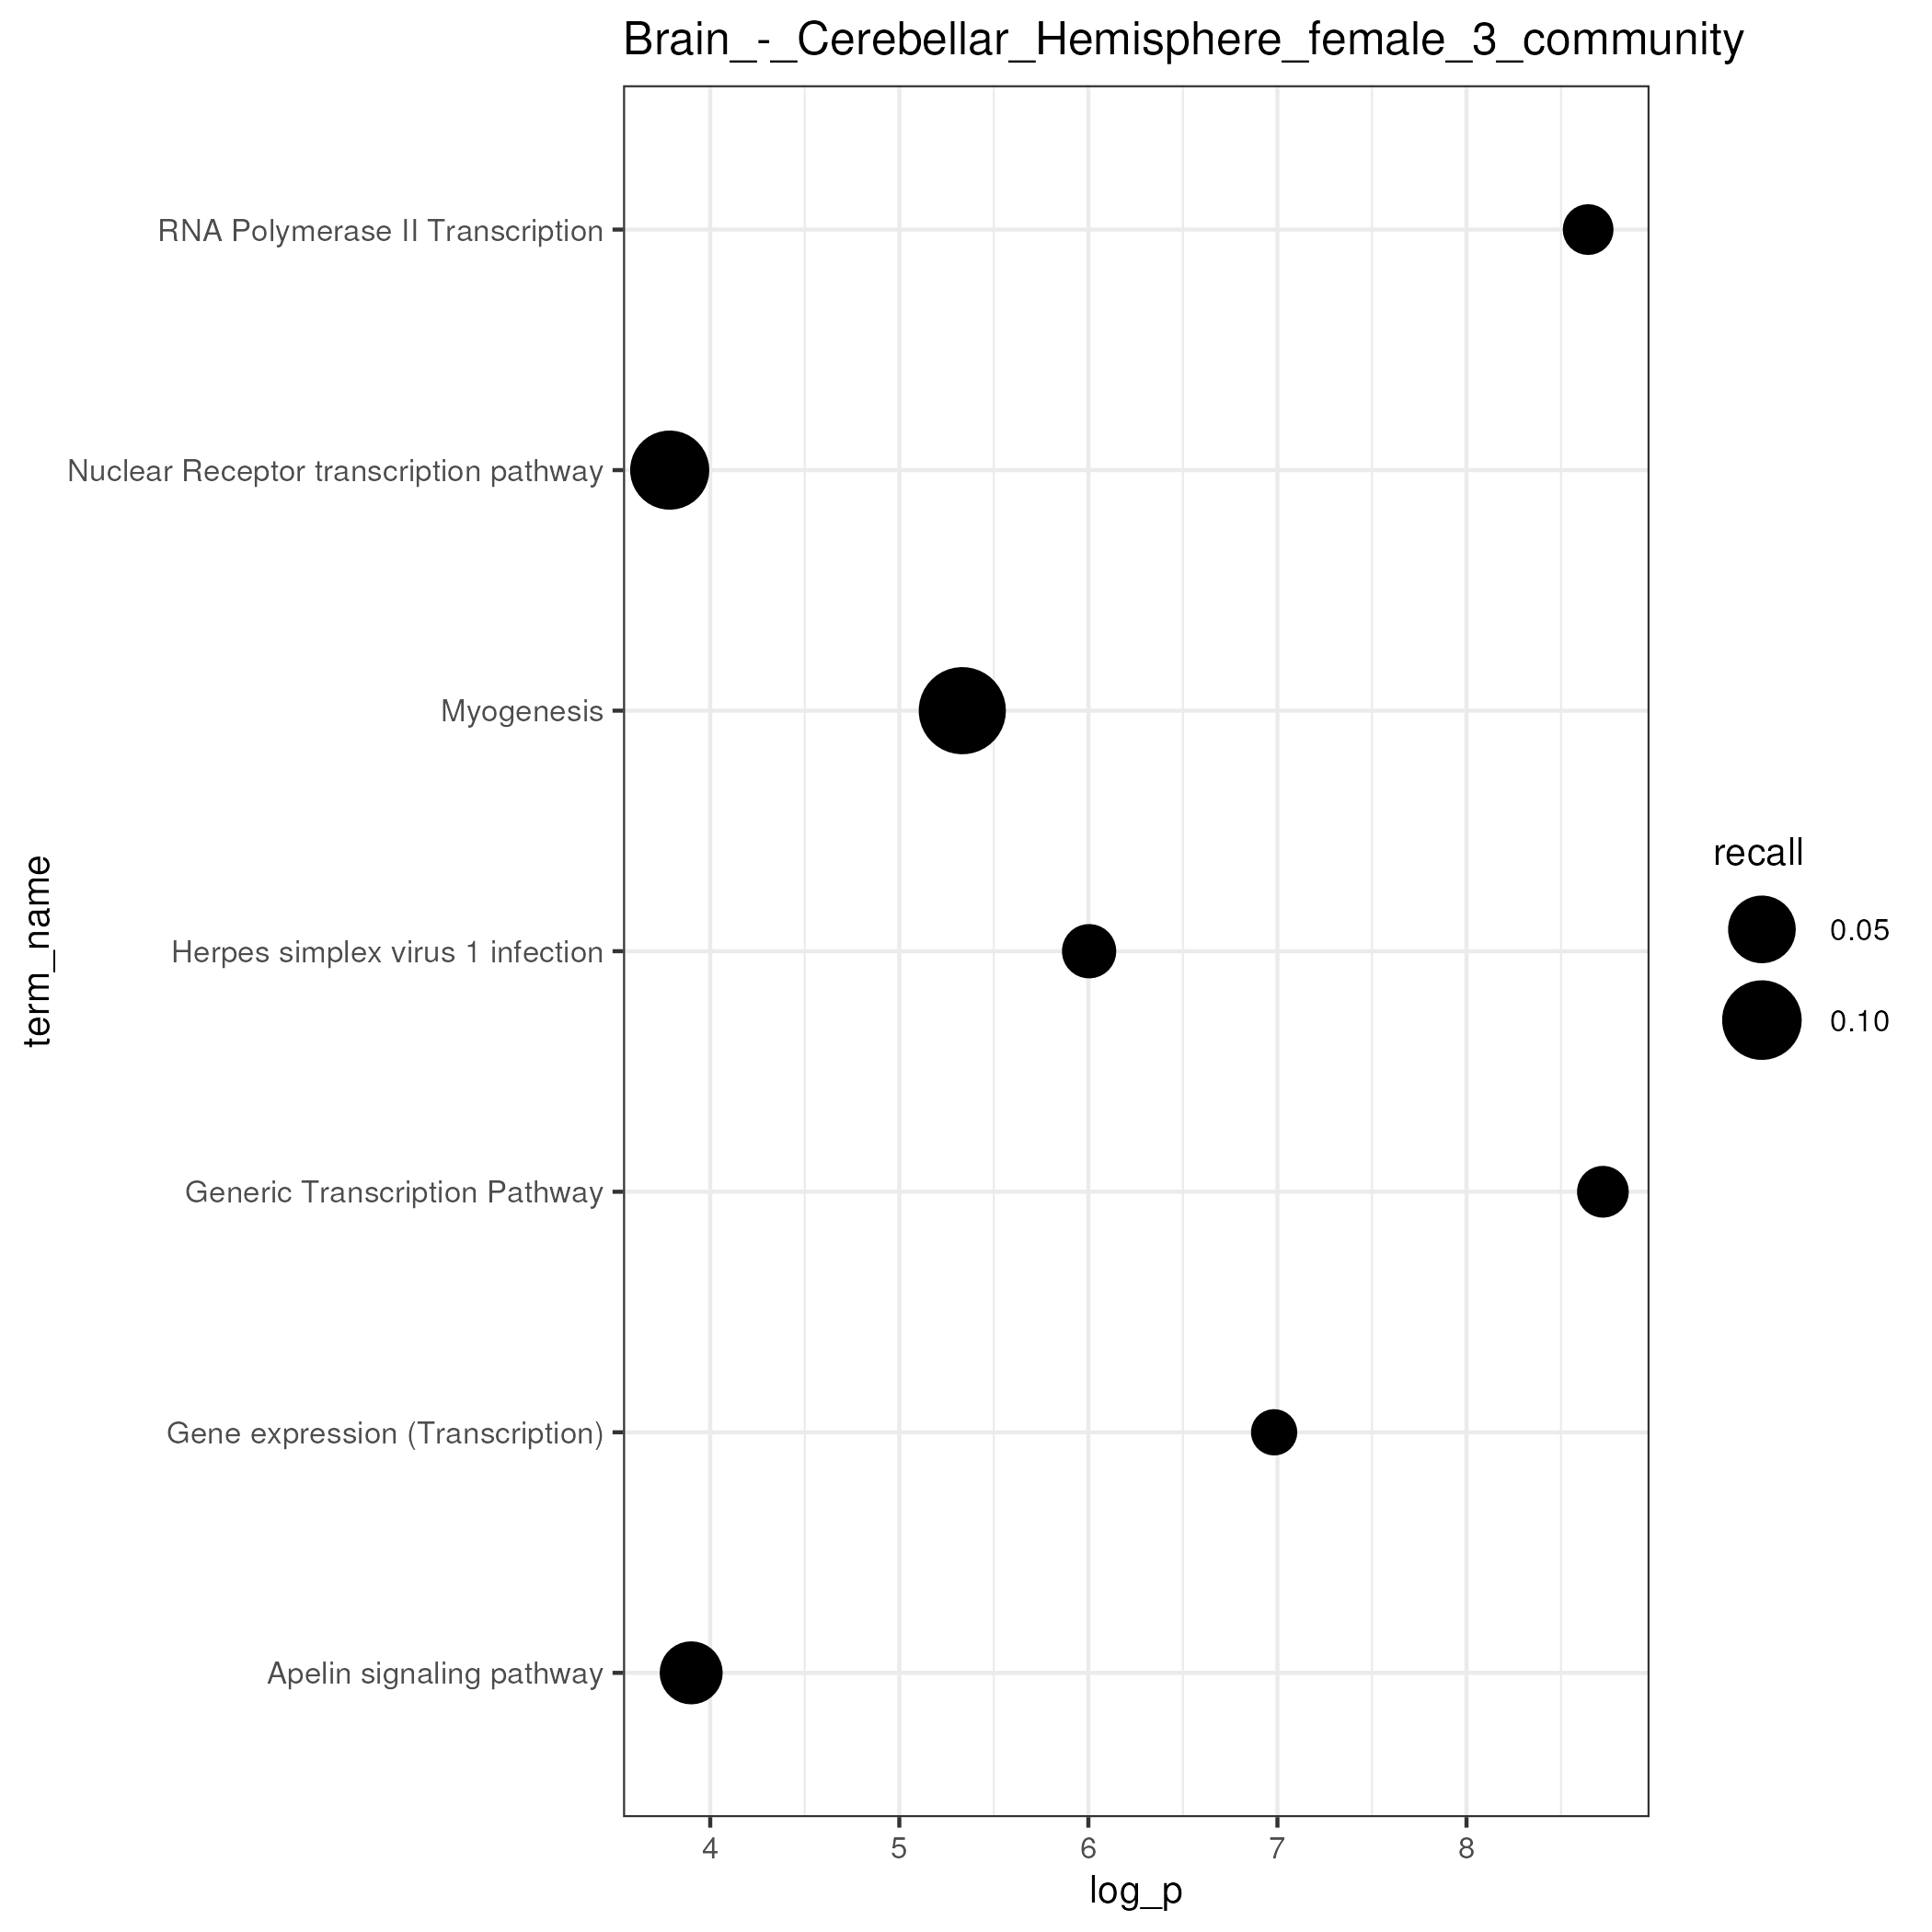 Brain_-_Cerebellar_Hemisphere_female_3_community
RNA Polymerase II Transcription
Nuclear Receptor transcription pathway
Myogenesis
Herpes simplex virus 1 infection
Generic Transcription Pathway
Gene expression (Transcription)
Apelin signaling pathway
term_name
4 5 6 7 8
log_p
recall
0.05
0.10